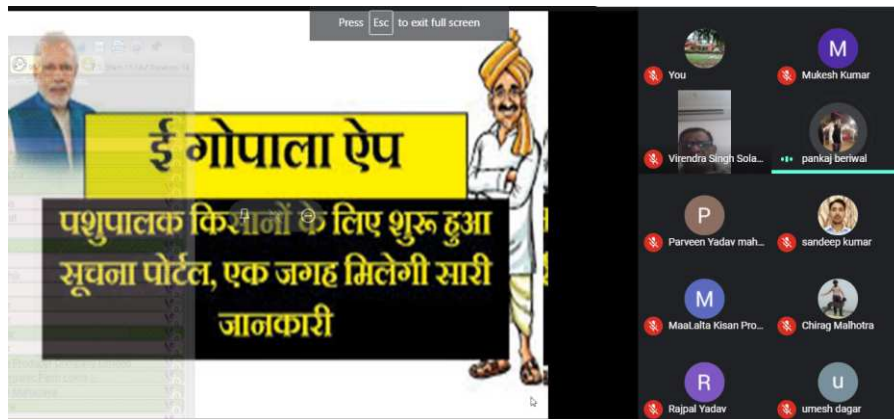 Press Esc to exit full screen
ई गोपाला ऐप
पशुपालक किसानों के लिए शुरू हुआ
सूचना पोर्टल, एक जगह मिलेगी सारी
जानकारी
You
M
Mukesh Kumar
Virendra Singh Sola...
pankaj beriwal
P
Parveen Yadav mah...
sandeep kumar
M
MaaLalta Kisan Pro...
Chirag Malhotra
R
Rajpal Yadav
u
umesh dagar